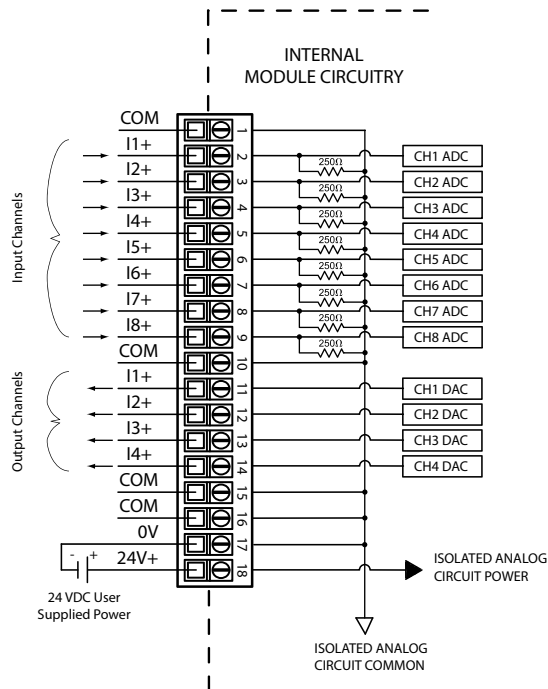 INTERNAL
MODULE CIRCUITRY
COM
1
I1+
2
CH1 ADC
250Ω
I2+
3
CH2 ADC
250Ω
I3+
4
CH3 ADC
250Ω
I4+
5
CH4 ADC
250Ω
I5+
6
CH5 ADC
250Ω
I6+
7
CH6 ADC
250Ω
I7+
8
CH7 ADC
250Ω
I8+
9
CH8 ADC
250Ω
Input Channels
COM
10
I1+
11
CH1 DAC
I2+
12
CH2 DAC
I3+
13
CH3 DAC
I4+
14
CH4 DAC
Output Channels
COM
15
COM
16
0V
17
- +
24V+
18
ISOLATED ANALOG
CIRCUIT POWER
24 VDC User
Supplied Power
ISOLATED ANALOG
CIRCUIT COMMON